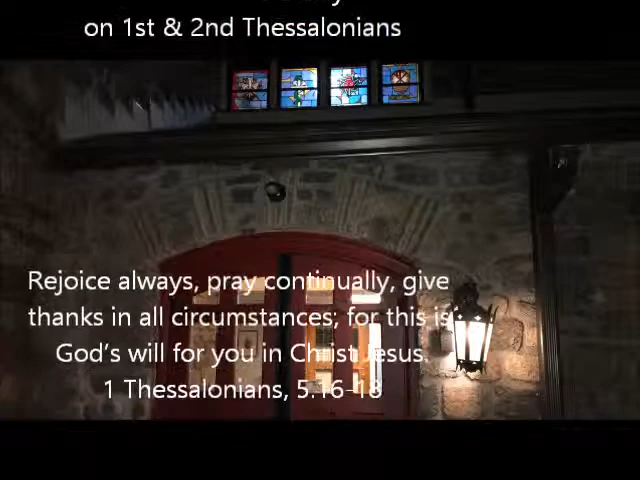 on 1st & 2nd Thessalonians
Rejoice always, pray continually, give
thanks in all circumstances; for this is
God's will for you in Christ Jesus.
1 Thessalonians, 5.16-18